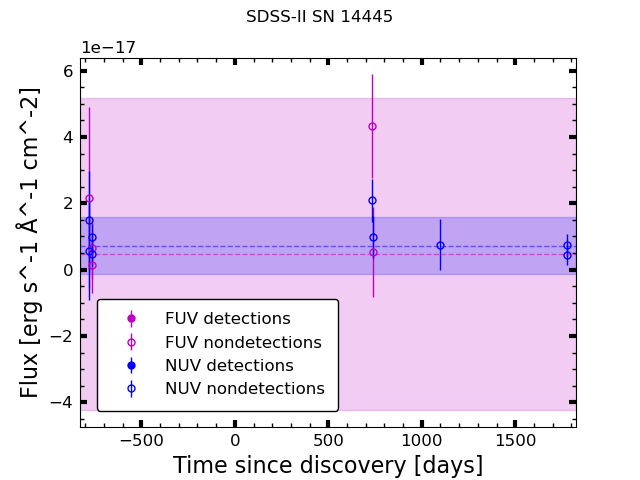 SDSS-II SN 14445
1e−17
6
4
2
0
−2
−4
Flux [erg s^-1 Å^-1 cm^-2]
FUV detections
FUV nondetections
NUV detections
NUV nondetections
−500 0 500 1000 1500
Time since discovery [days]